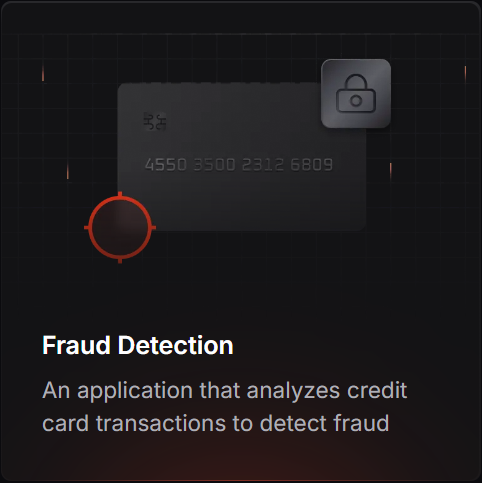 4550 3500 2312 6809
Fraud Detection
An application that analyzes credit
card transactions to detect fraud